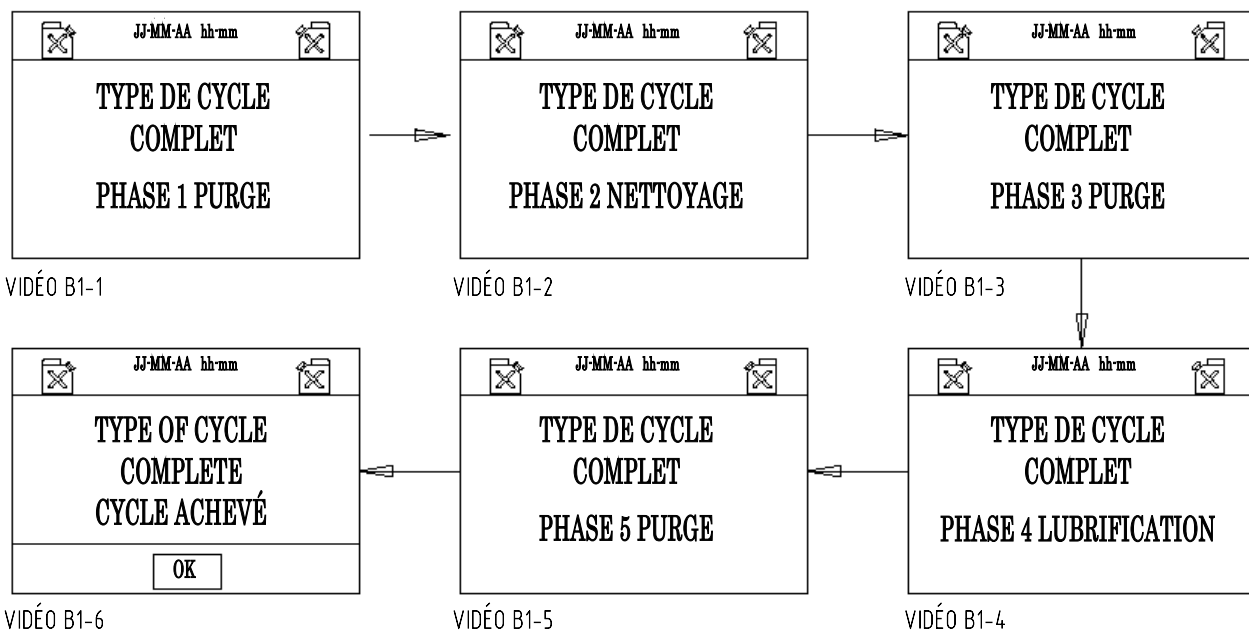 JJ-MM-AA hh-mm
TYPE DE CYCLE
COMPLET
PHASE 1 PURGE
VIDÉO B1-1
JJ-MM-AA hh-mm
TYPE DE CYCLE
COMPLET
PHASE 2 NETTOYAGE
VIDÉO B1-2
JJ-MM-AA hh-mm
TYPE DE CYCLE
COMPLET
PHASE 3 PURGE
VIDÉO B1-3
JJ-MM-AA hh-mm
TYPE DE CYCLE
COMPLET
PHASE 4 LUBRIFICATION
VIDÉO B1-4
JJ-MM-AA hh-mm
TYPE DE CYCLE
COMPLET
PHASE 5 PURGE
VIDÉO B1-5
JJ-MM-AA hh-mm
TYPE OF CYCLE
COMPLETE
CYCLE ACHEVÉ
OK
VIDÉO B1-6